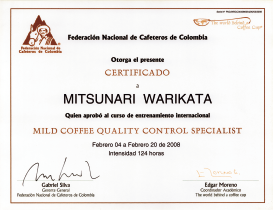 Federación Nacional de
Cafeteros de Colombia
Federación Nacional de Cafeteros de Colombia
The world behind a
Coffee Cup
Otorga el presente
CERTIFICADO
a
MITSUNARI WARIKATA
Quien aprobó al curso de entrenamiento internacional
MILD COFFEE QUALITY CONTROL SPECIALIST
Febrero 04 a Febrero 20 de 2008
Intensidad 124 horas
Gabriel Silva
Gerente General
Federación Nacional de Cafeteros de Colombia
Edgar Moreno
Coordinador Académico
The world behind a coffee cup